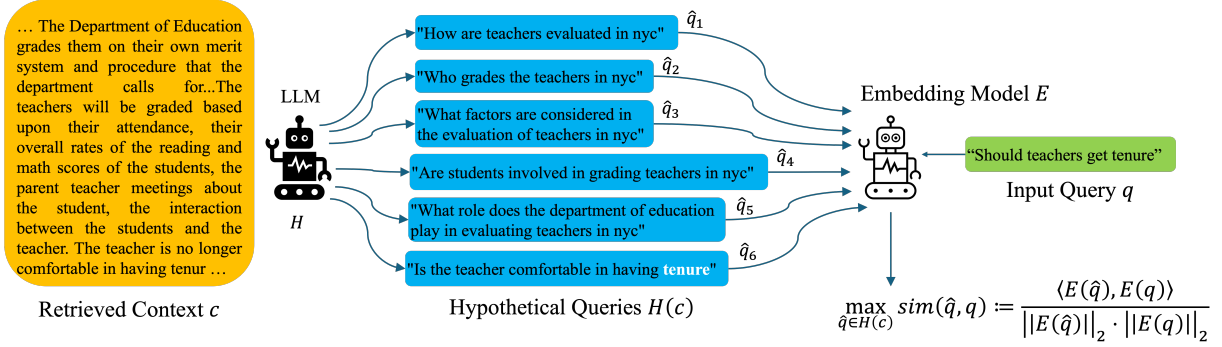 … The Department of Education
grades them on their own merit
system and procedure that the
department calls for...The
teachers will be graded based
upon their attendance, their
overall rates of the reading and
math scores of the students, the
parent teacher meetings about
the student, the interaction
between the students and the
teacher. The teacher is no longer
comfortable in having tenur …
Retrieved Context c
LLM
H
"How are teachers evaluated in nyc"
q̂1
"Who grades the teachers in nyc"
q̂2
"What factors are considered in
the evaluation of teachers in nyc"
q̂3
"Are students involved in grading teachers in nyc"
q̂4
"What role does the department of education
play in evaluating teachers in nyc"
q̂5
"Is the teacher comfortable in having tenure"
q̂6
Hypothetical Queries H(c)
Embedding Model E
“Should teachers get tenure”
Input Query q
max q̂∈H(c) sim(q̂, q) ≔ ⟨E(q̂), E(q)⟩ / ||E(q̂)||2 · ||E(q)||2